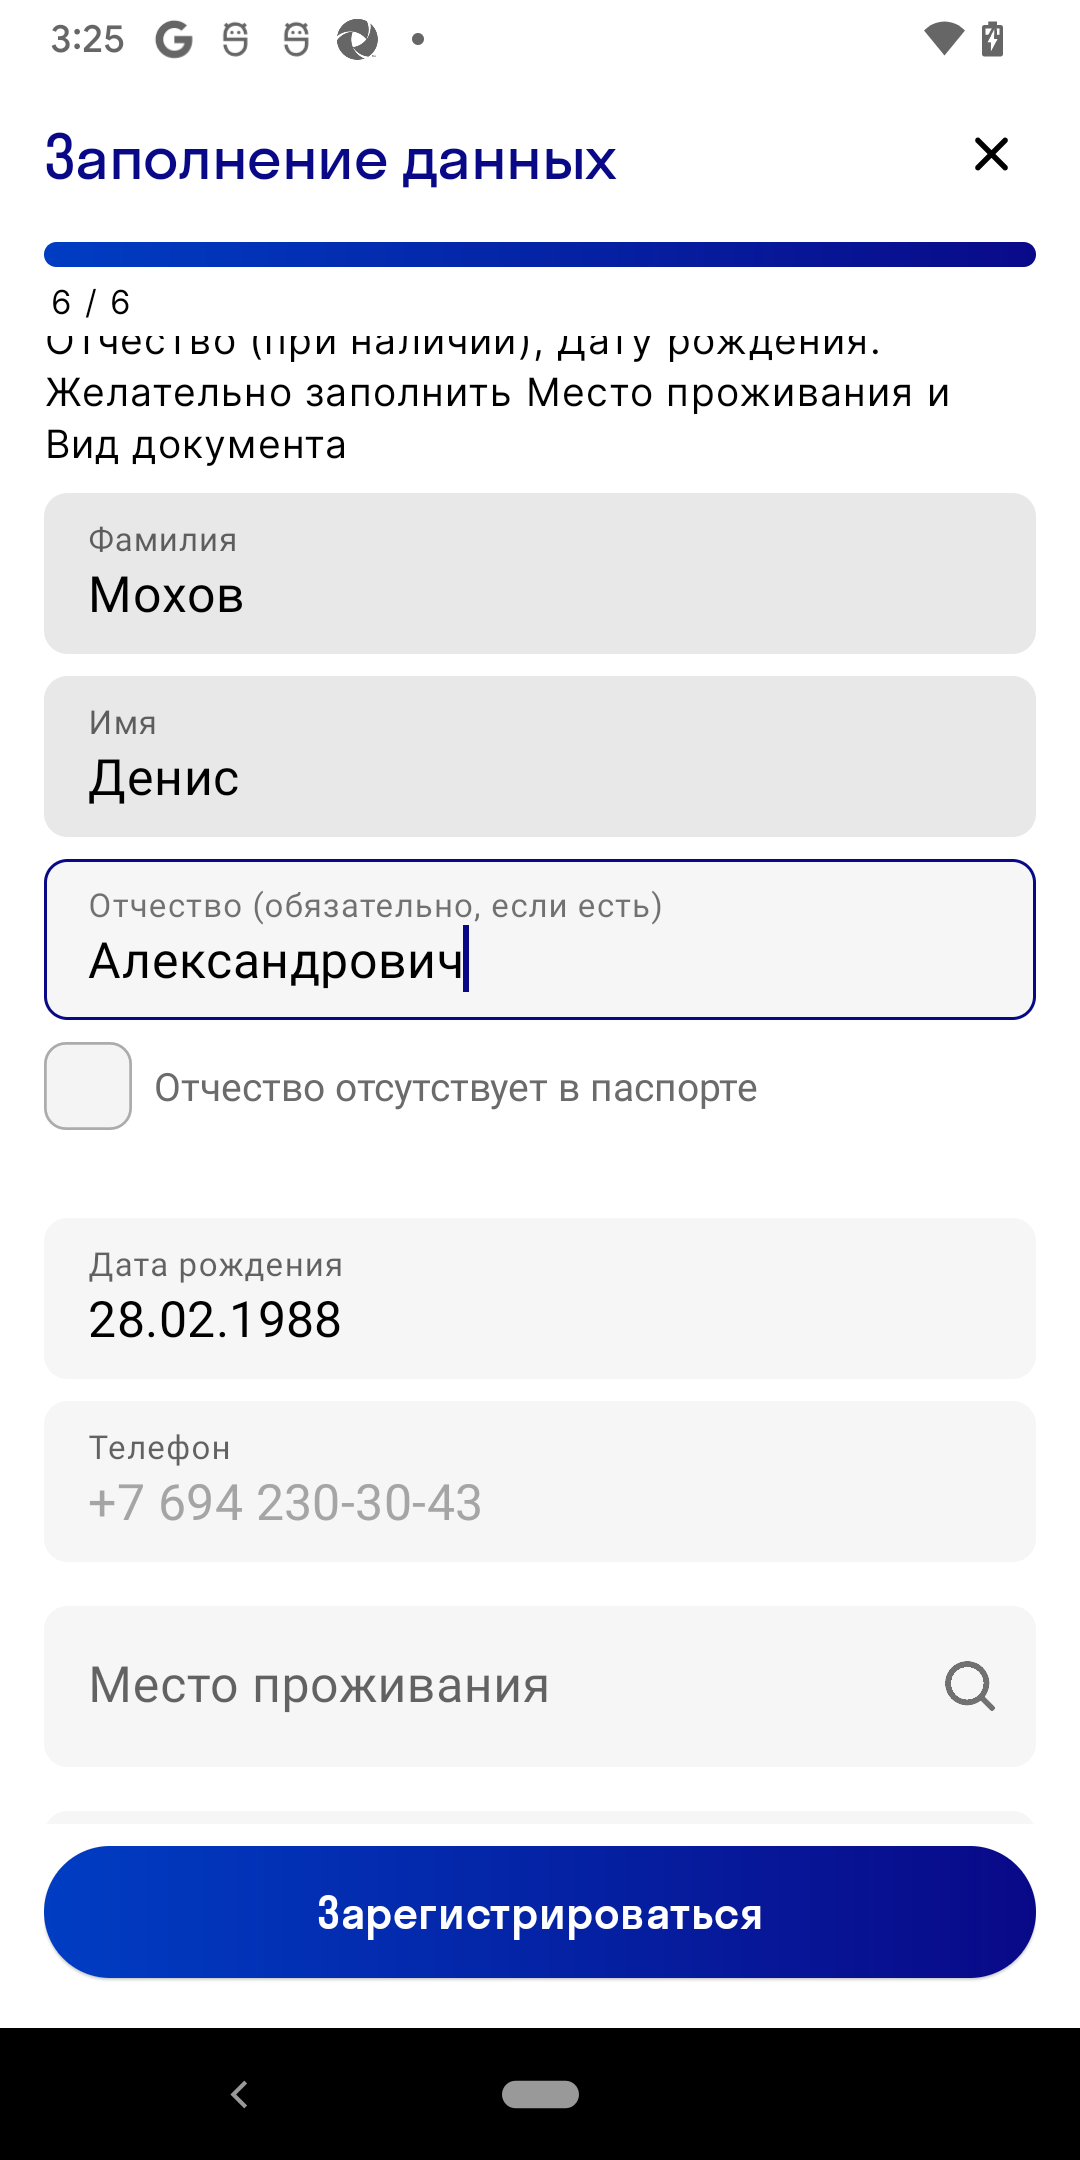 3:25
Заполнение данных
6 / 6
Отчество (при наличии), Дату рождения.
Желательно заполнить Место проживания и
Вид документа
Фамилия
Мохов
Имя
Денис
Отчество (обязательно, если есть)
Александрович
Отчество отсутствует в паспорте
Дата рождения
28.02.1988
Телефон
+7 694 230-30-43
Место проживания
Зарегистрироваться